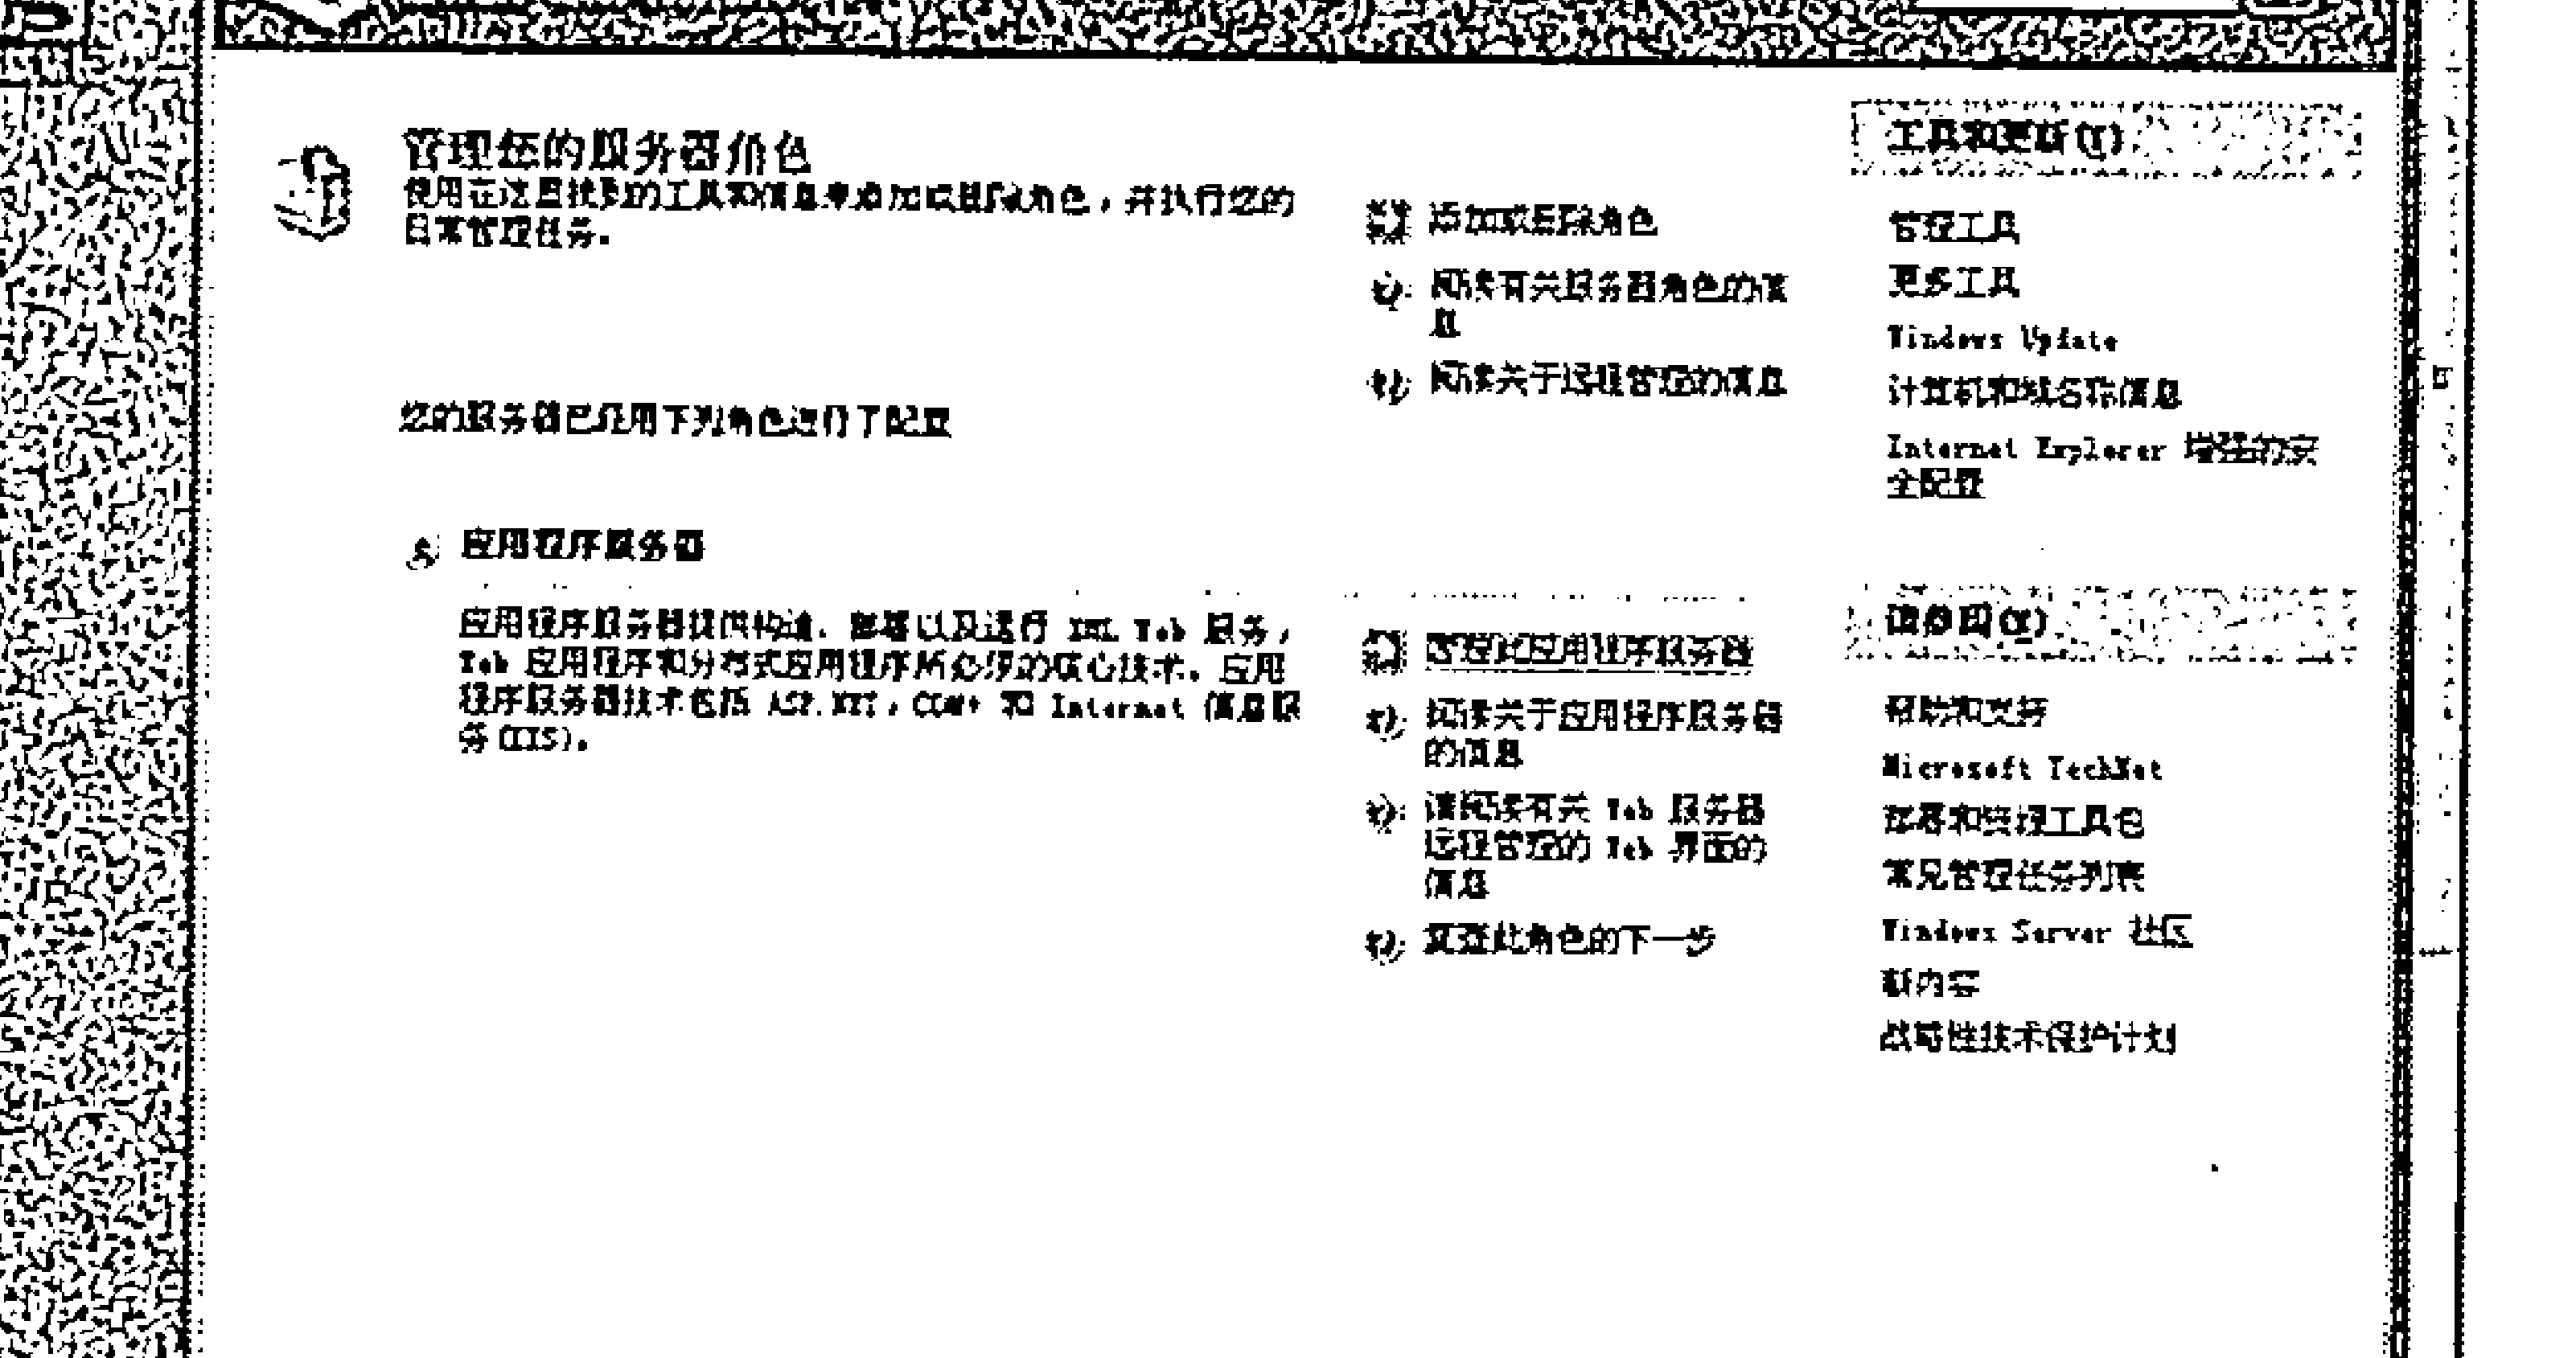 管理您的服务器角色
使用在这里找到的工具和信息来添加或删除角色，并执行您的
日常管理任务。
添加或删除角色
阅读有关服务器角色的信
息
阅读关于远程管理的信息
您的服务器已经用下列角色进行了配置
应用程序服务器
应用程序服务器提供构造、部署以及运行 XML Web 服务，
Web 应用程序和分布式应用程序所必须的核心技术。应用
程序服务器技术包括 ASP.NET，COM+ 和 Internet 信息服
务(IIS)。
管理此应用程序服务器
阅读关于应用程序服务器
的信息
请阅读有关 Web 服务器
远程管理的 Web 界面的
信息
复查此角色的下一步
工具和更新(T)
管理工具
更多工具
Windows Update
计算机和域名称信息
Internet Explorer 增强的安
全配置
请参阅
帮助和支持
Microsoft TechNet
部署和资源工具包
常见管理任务列表
Windows Server 社区
新内容
战略性技术保护计划